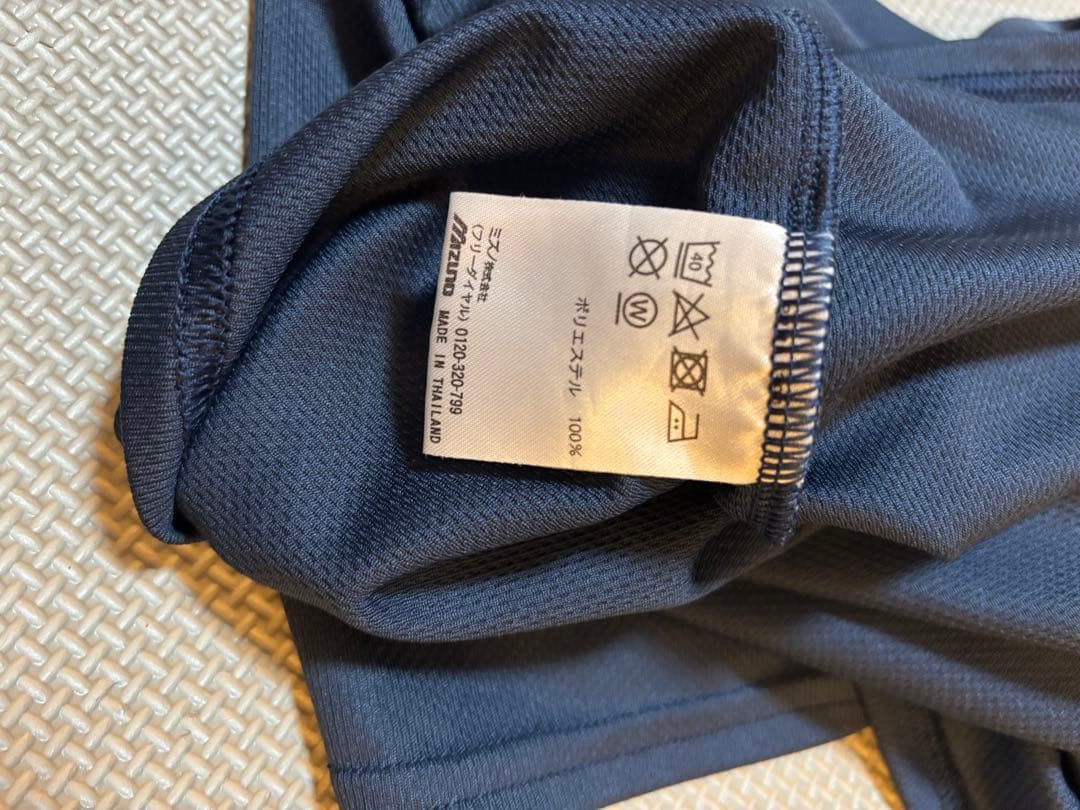 40
W
ポリエステル 100%
ミズノ株式会社
(フリーダイヤル) 0120-320-799
MIZUNO MADE IN THAILAND